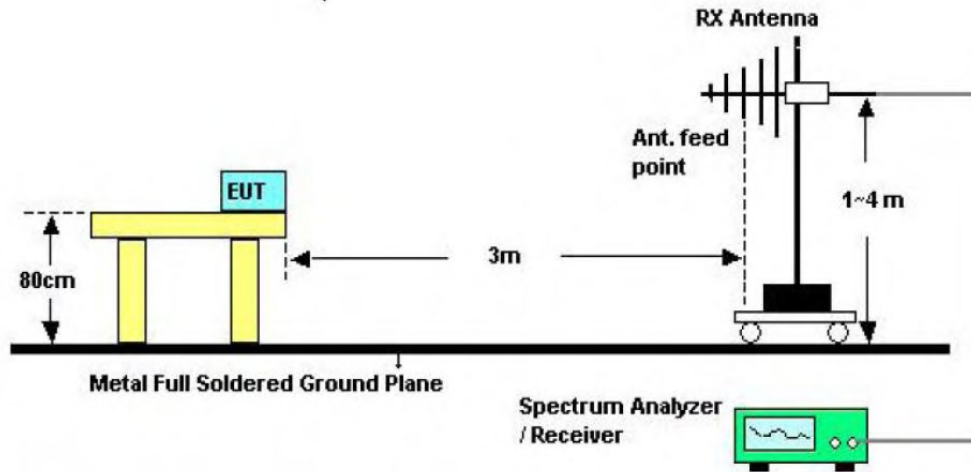 RX Antenna
Ant. feed
point
EUT
1~4 m
3m
80cm
Metal Full Soldered Ground Plane
Spectrum Analyzer
/ Receiver